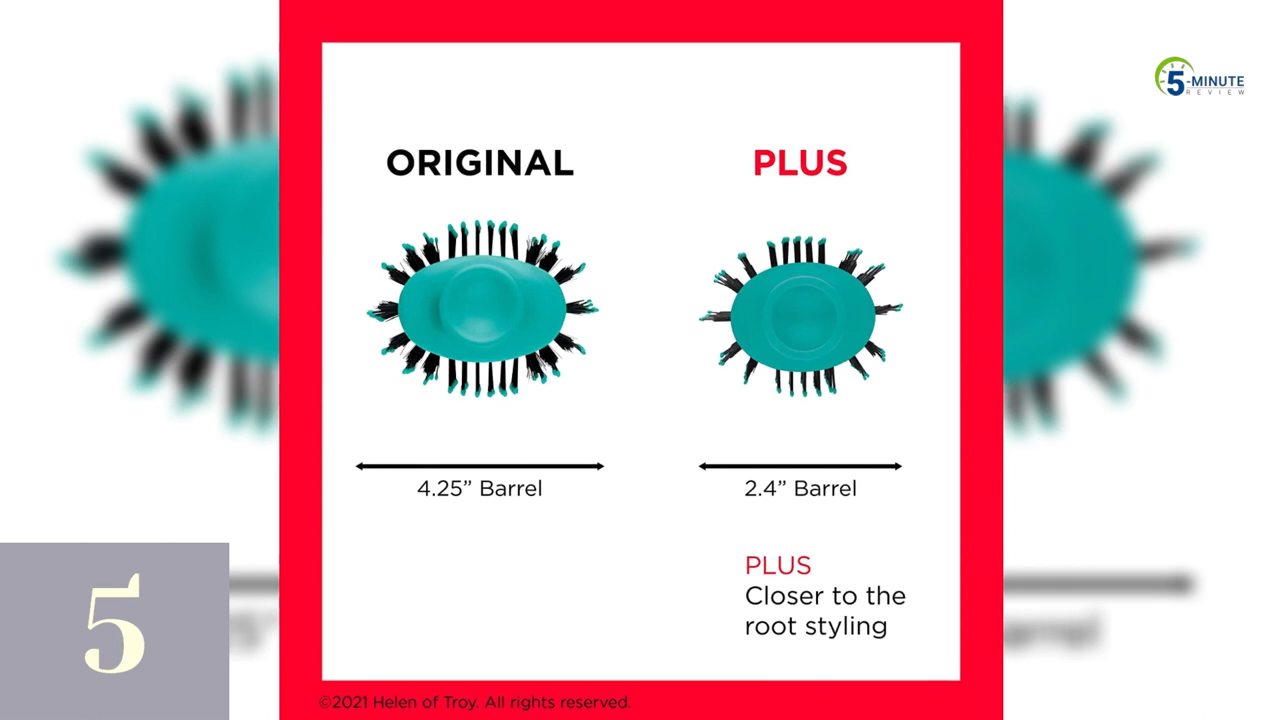 5-MINUTE
REVIEW
ORIGINAL
PLUS
4.25” Barrel
2.4” Barrel
PLUS
Closer to the
root styling
5
©2021 Helen of Troy. All rights reserved.